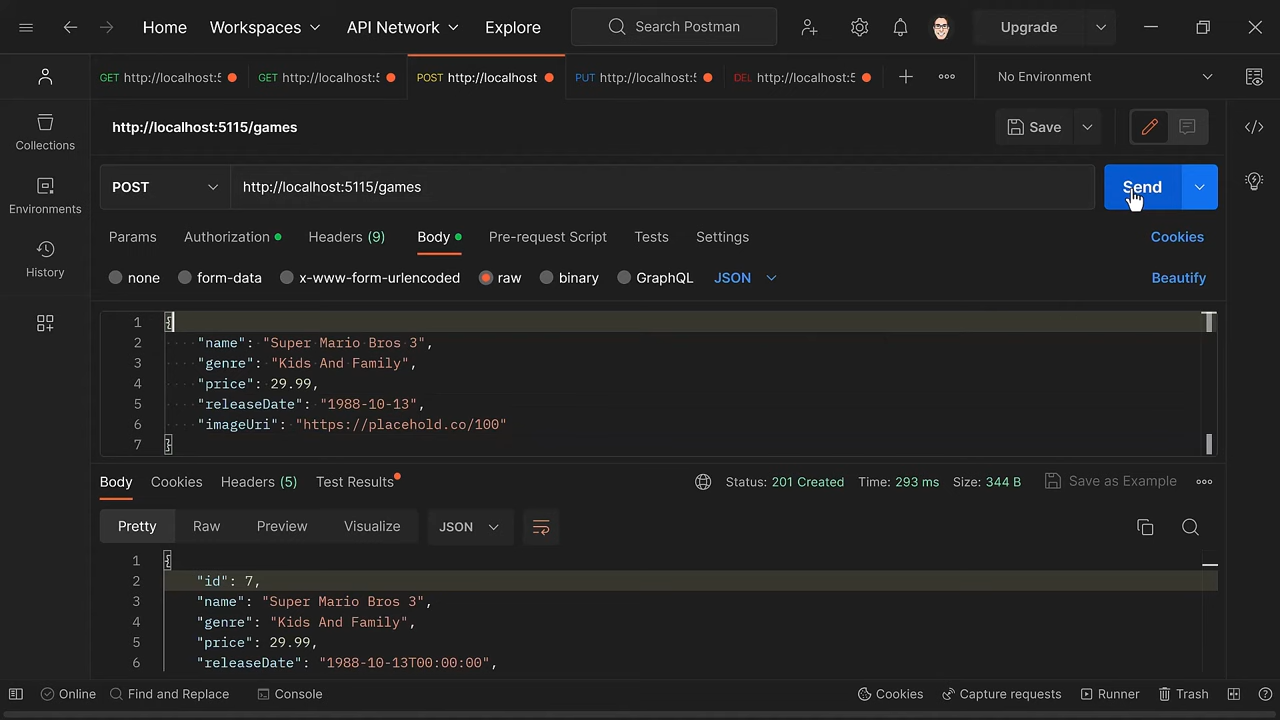 Home Workspaces API Network Explore Search Postman Upgrade
GET http://localhost:5 GET http://localhost:5 POST http://localhost PUT http://localhost:5 DEL http://localhost:5 No Environment
http://localhost:5115/games Save
Collections
Environments
History
POST http://localhost:5115/games Send
Params Authorization Headers (9) Body Pre-request Script Tests Settings Cookies
none form-data x-www-form-urlencoded raw binary GraphQL JSON Beautify
1 {
2 "name": "Super Mario Bros 3",
3 "genre": "Kids And Family",
4 "price": 29.99,
5 "releaseDate": "1988-10-13",
6 "imageUri": "https://placehold.co/100"
7 }
Body Cookies Headers (5) Test Results Status: 201 Created Time: 293 ms Size: 344 B Save as Example
Pretty Raw Preview Visualize JSON
1 {
2 "id": 7,
3 "name": "Super Mario Bros 3",
4 "genre": "Kids And Family",
5 "price": 29.99,
6 "releaseDate": "1988-10-13T00:00:00",
Online Find and Replace Console Cookies Capture requests Runner Trash